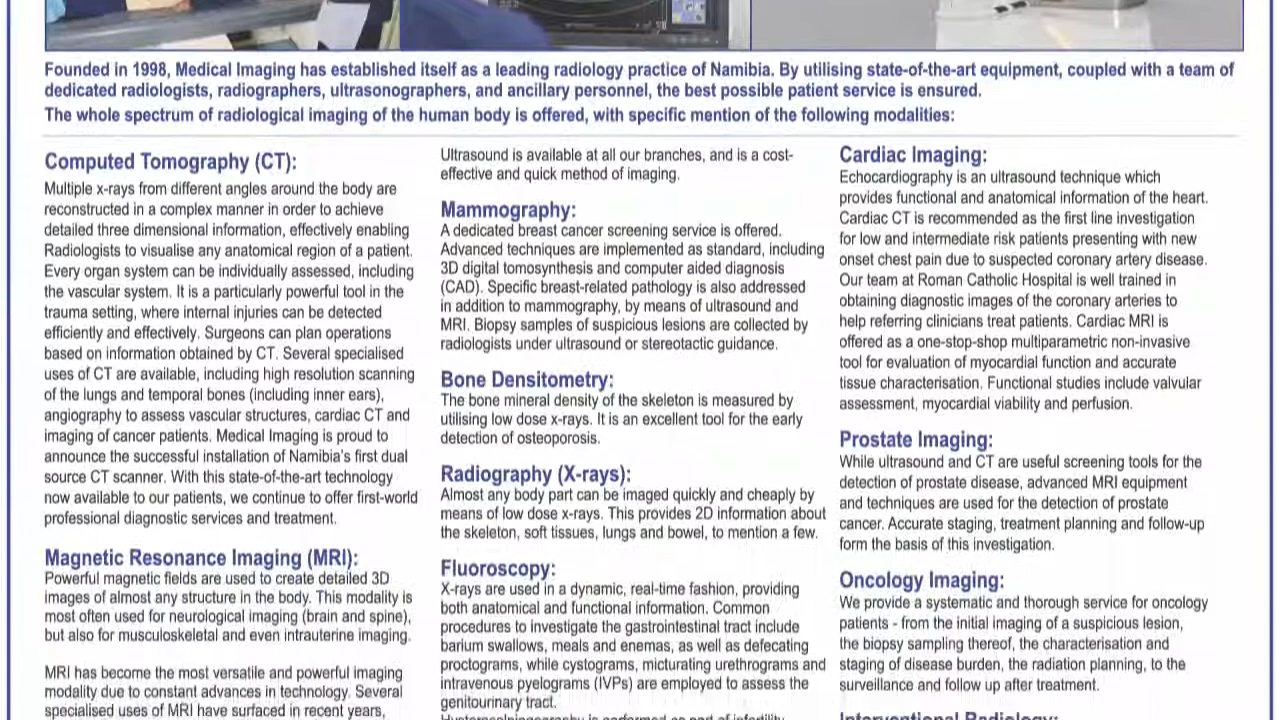 Founded in 1998, Medical Imaging has established itself as a leading radiology practice of Namibia. By utilising state-of-the-art equipment, coupled with a team of
dedicated radiologists, radiographers, ultrasonographers, and ancillary personnel, the best possible patient service is ensured.
The whole spectrum of radiological imaging of the human body is offered, with specific mention of the following modalities:
Computed Tomography (CT):
Multiple x-rays from different angles around the body are
reconstructed in a complex manner in order to achieve
detailed three dimensional information, effectively enabling
Radiologists to visualise any anatomical region of a patient.
Every organ system can be individually assessed, including
the vascular system. It is a particularly powerful tool in the
trauma setting, where internal injuries can be detected
efficiently and effectively. Surgeons can plan operations
based on information obtained by CT. Several specialised
uses of CT are available, including high resolution scanning
of the lungs and temporal bones (including inner ears),
angiography to assess vascular structures, cardiac CT and
imaging of cancer patients. Medical Imaging is proud to
announce the successful installation of Namibia's first dual
source CT scanner. With this state-of-the-art technology
now available to our patients, we continue to offer first-world
professional diagnostic services and treatment.
Magnetic Resonance Imaging (MRI):
Powerful magnetic fields are used to create detailed 3D
images of almost any structure in the body. This modality is
most often used for neurological imaging (brain and spine),
but also for musculoskeletal and even intrauterine imaging.
MRI has become the most versatile and powerful imaging
modality due to constant advances in technology. Several
specialised uses of MRI have surfaced in recent years,
Ultrasound is available at all our branches, and is a cost-
effective and quick method of imaging.
Mammography:
A dedicated breast cancer screening service is offered.
Advanced techniques are implemented as standard, including
3D digital tomosynthesis and computer aided diagnosis
(CAD). Specific breast-related pathology is also addressed
in addition to mammography, by means of ultrasound and
MRI. Biopsy samples of suspicious lesions are collected by
radiologists under ultrasound or stereotactic guidance.
Bone Densitometry:
The bone mineral density of the skeleton is measured by
utilising low dose x-rays. It is an excellent tool for the early
detection of osteoporosis.
Radiography (X-rays):
Almost any body part can be imaged quickly and cheaply by
means of low dose x-rays. This provides 2D information about
the skeleton, soft tissues, lungs and bowel, to mention a few.
Fluoroscopy:
X-rays are used in a dynamic, real-time fashion, providing
both anatomical and functional information. Common
procedures to investigate the gastrointestinal tract include
barium swallows, meals and enemas, as well as defecating
proctograms, while cystograms, micturating urethrograms and
intravenous pyelograms (IVPs) are employed to assess the
genitourinary tract.
Hysterosalpingography is performed as part of infertility
Cardiac Imaging:
Echocardiography is an ultrasound technique which
provides functional and anatomical information of the heart.
Cardiac CT is recommended as the first line investigation
for low and intermediate risk patients presenting with new
onset chest pain due to suspected coronary artery disease.
Our team at Roman Catholic Hospital is well trained in
obtaining diagnostic images of the coronary arteries to
help referring clinicians treat patients. Cardiac MRI is
offered as a one-stop-shop multiparametric non-invasive
tool for evaluation of myocardial function and accurate
tissue characterisation. Functional studies include valvular
assessment, myocardial viability and perfusion.
Prostate Imaging:
While ultrasound and CT are useful screening tools for the
detection of prostate disease, advanced MRI equipment
and techniques are used for the detection of prostate
cancer. Accurate staging, treatment planning and follow-up
form the basis of this investigation.
Oncology Imaging:
We provide a systematic and thorough service for oncology
patients - from the initial imaging of a suspicious lesion,
the biopsy sampling thereof, the characterisation and
staging of disease burden, the radiation planning, to the
surveillance and follow up after treatment.
Interventional Radiology: